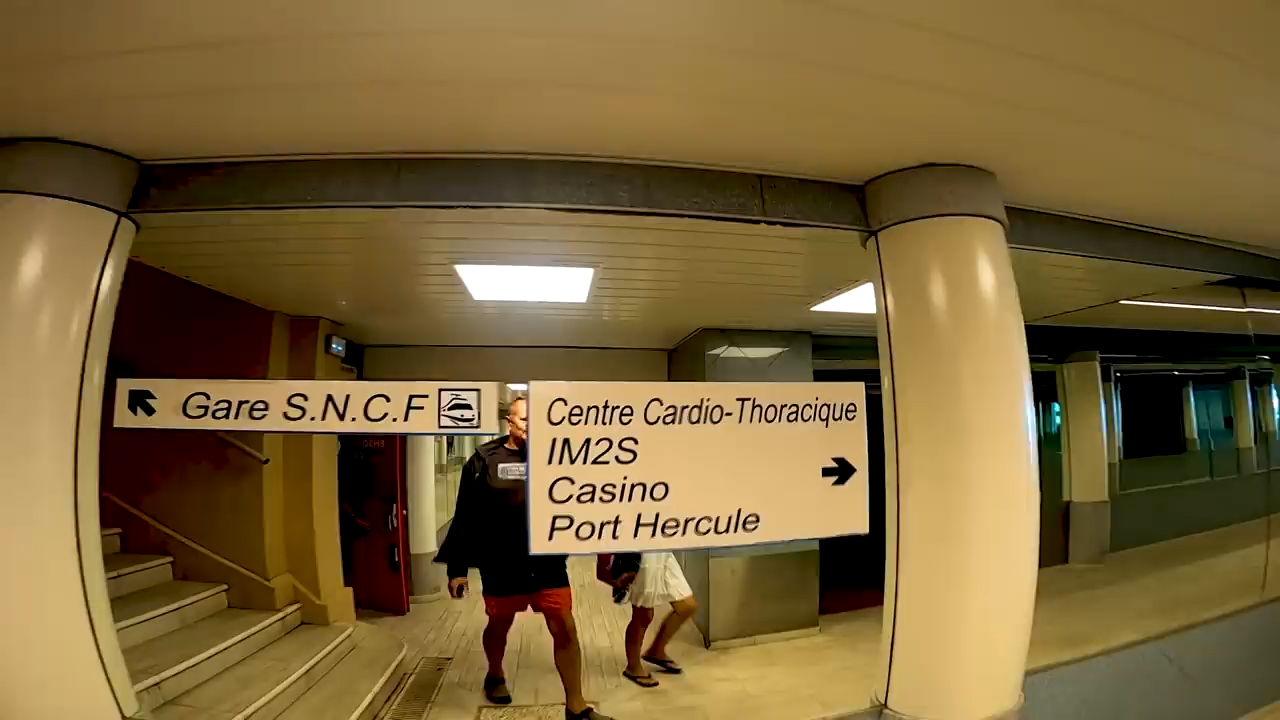 Gare S.N.C.F
Centre Cardio-Thoracique
IM2S
Casino
Port Hercule